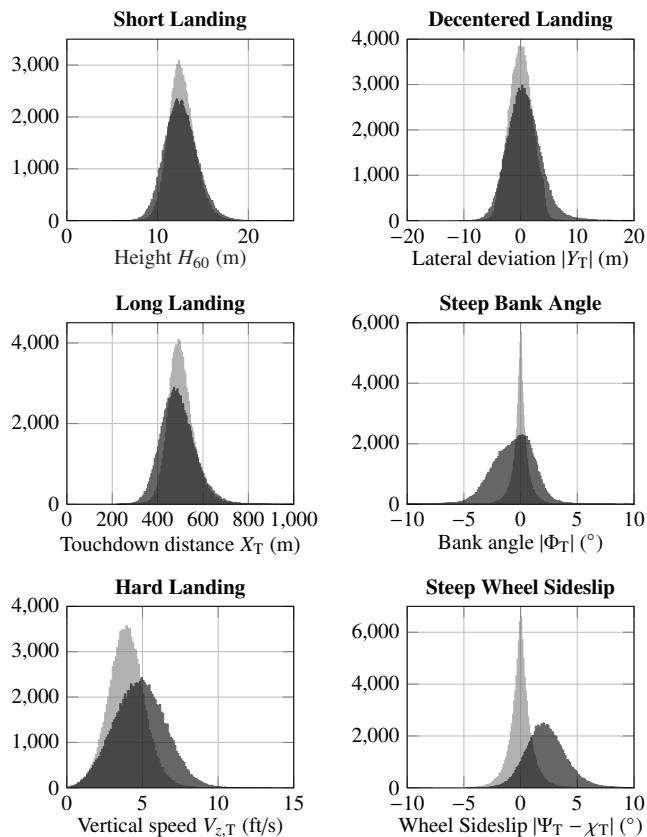 Short Landing
3,000
2,000
1,000
0
0 10 20
Height H60 (m)
Decentered Landing
4,000
3,000
2,000
1,000
0
−20 −10 0 10 20
Lateral deviation |YT| (m)
Long Landing
4,000
2,000
0
0 200 400 600 800 1,000
Touchdown distance XT (m)
Steep Bank Angle
6,000
4,000
2,000
0
−10 −5 0 5 10
Bank angle |ΦT| (°)
Hard Landing
4,000
3,000
2,000
1,000
0
0 5 10 15
Vertical speed Vz,T (ft/s)
Steep Wheel Sideslip
6,000
4,000
2,000
0
−10 −5 0 5 10
Wheel Sideslip |ΨT − χT| (°)